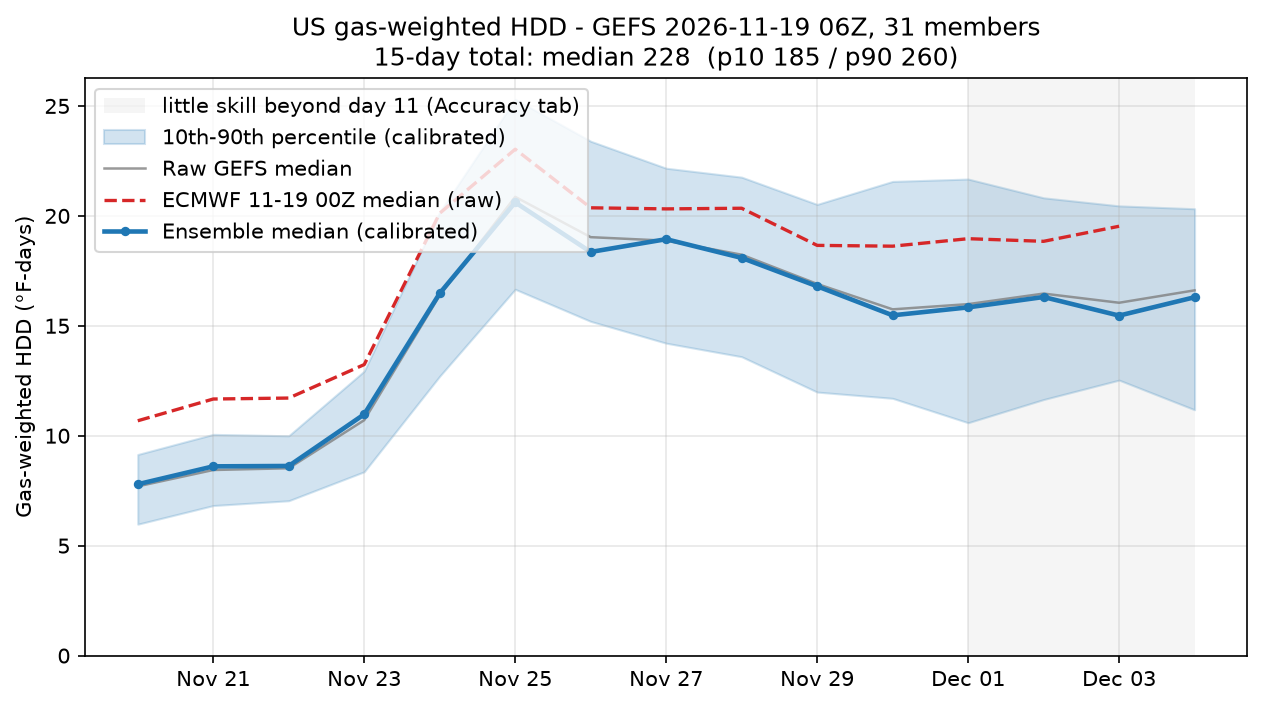 US gas-weighted HDD - GEFS 2026-11-19 06Z, 31 members
15-day total: median 228  (p10 185 / p90 260)
little skill beyond day 11 (Accuracy tab)
10th-90th percentile (calibrated)
Raw GEFS median
ECMWF 11-19 00Z median (raw)
Ensemble median (calibrated)
Gas-weighted HDD (°F-days)
25
20
15
10
5
0
Nov 21
Nov 23
Nov 25
Nov 27
Nov 29
Dec 01
Dec 03